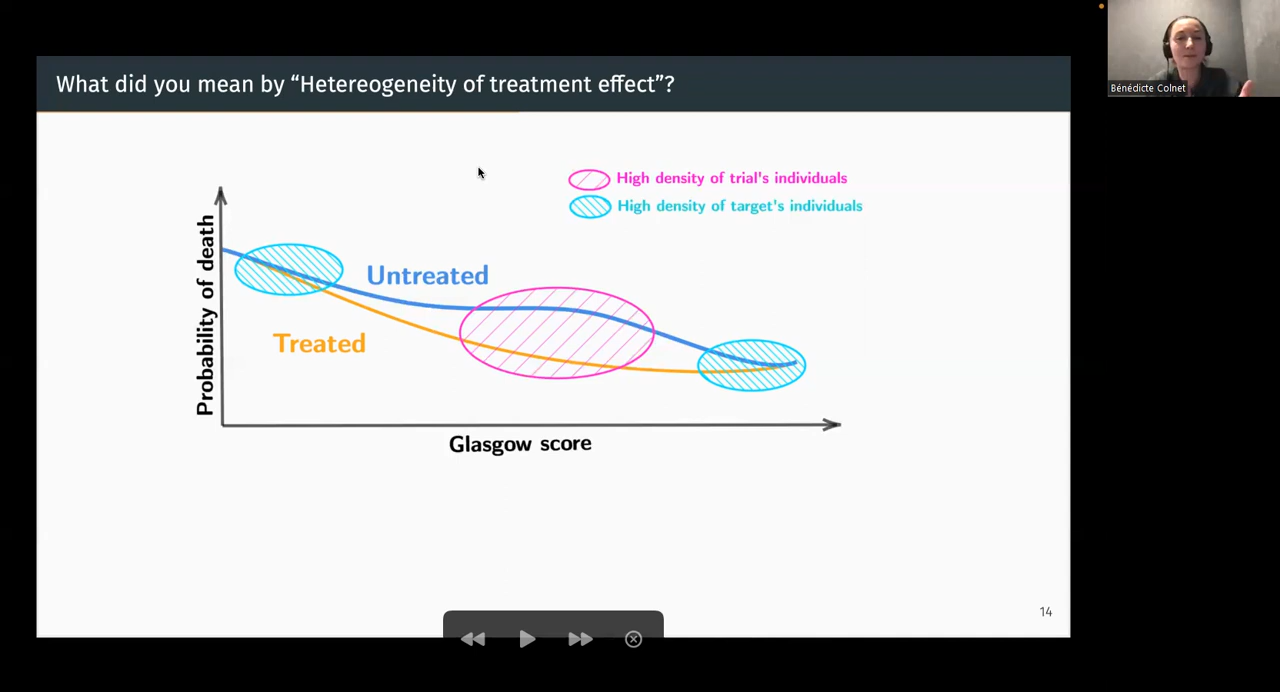 What did you mean by “Hetereogeneity of treatment effect”?
Bénédicte Colnet
High density of trial's individuals
High density of target's individuals
Probability of death
Untreated
Treated
Glasgow score
14